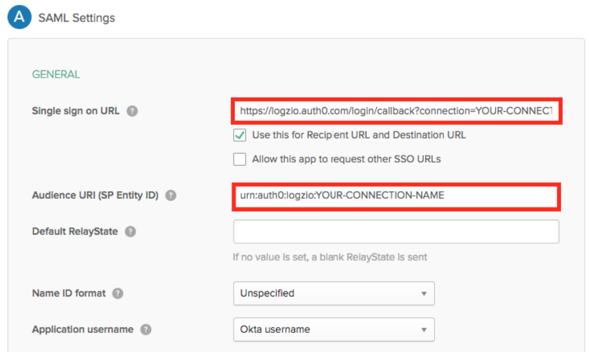 A SAML Settings
GENERAL
Single sign on URL ? https://logzio.auth0.com/login/callback?connection=YOUR-CONNECT
Use this for Recipient URL and Destination URL
Allow this app to request other SSO URLs
Audience URI (SP Entity ID) ? urn:auth0:logzio:YOUR-CONNECTION-NAME
Default RelayState ?
If no value is set, a blank RelayState is sent
Name ID format ? Unspecified
Application username ? Okta username